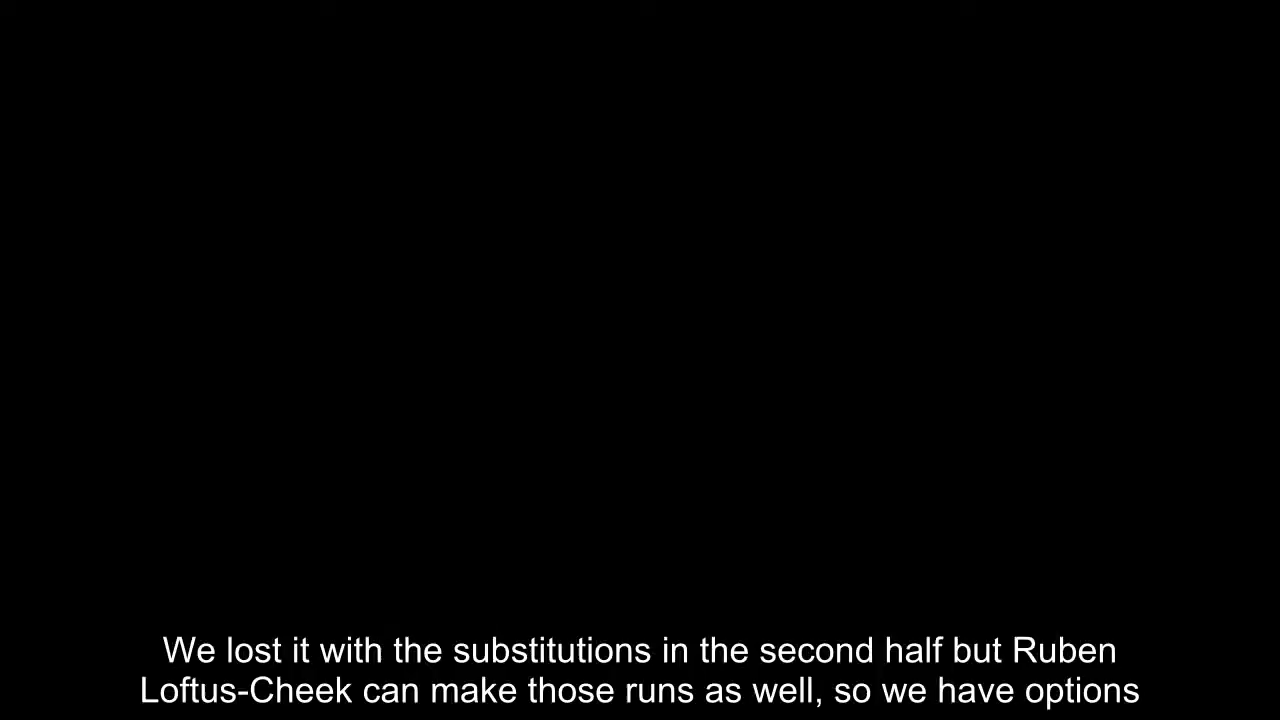 We lost it with the substitutions in the second half but Ruben
Loftus-Cheek can make those runs as well, so we have options